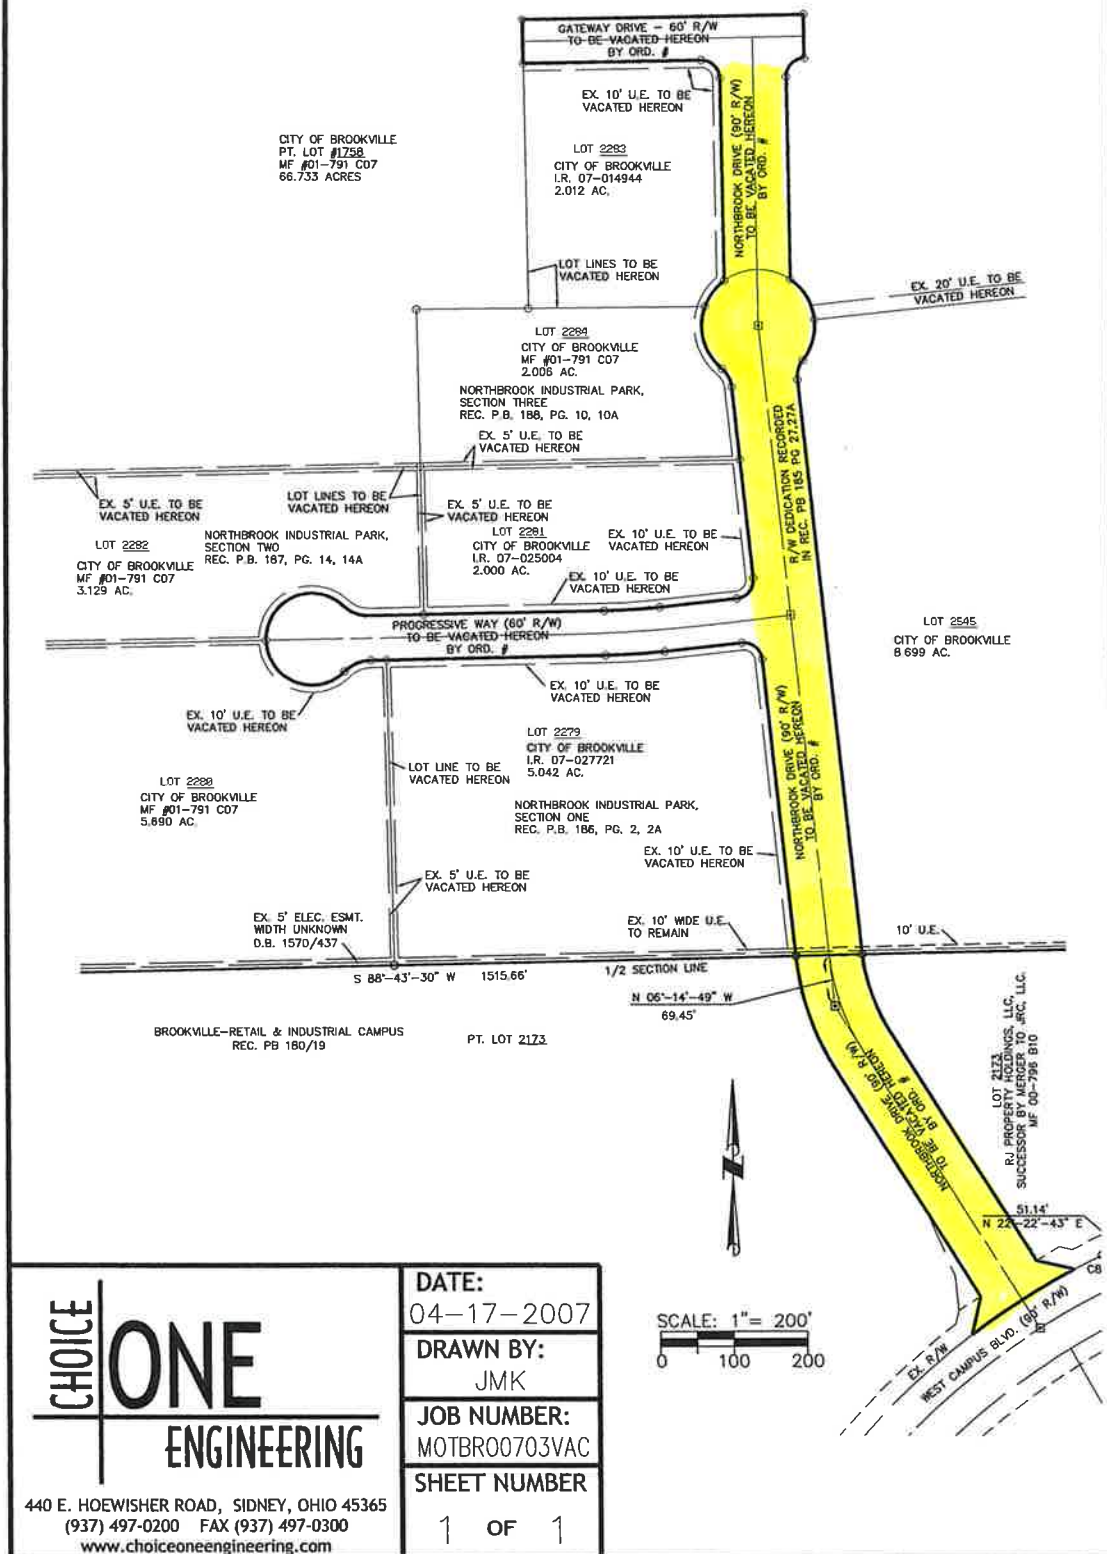 GATEWAY DRIVE – 60' R/W
TO BE VACATED HEREON
BY ORD. #
EX. 10' U.E. TO BE
VACATED HEREON
NORTHBROOK DRIVE (90' R/W)
TO BE VACATED HEREON
BY ORD. #
CITY OF BROOKVILLE
PT. LOT #1758
MF #01-791 C07
66.733 ACRES
LOT 2283
CITY OF BROOKVILLE
I.R. 07-014944
2.012 AC.
LOT LINES TO BE
VACATED HEREON
EX. 20' U.E. TO BE
VACATED HEREON
LOT 2284
CITY OF BROOKVILLE
MF #01-791 C07
2.006 AC.
NORTHBROOK INDUSTRIAL PARK,
SECTION THREE
REC. P.B. 188, PG. 10, 10A
EX. 5' U.E. TO BE
VACATED HEREON
R/W DEDICATION RECORDED
IN REC. PB 185 PG 27,27A
EX. 5' U.E. TO BE
VACATED HEREON
LOT LINES TO BE
VACATED HEREON
EX. 5' U.E. TO BE
VACATED HEREON
LOT 2282
CITY OF BROOKVILLE
MF #01-791 C07
3.129 AC.
NORTHBROOK INDUSTRIAL PARK,
SECTION TWO
REC. P.B. 187, PG. 14, 14A
LOT 2281
CITY OF BROOKVILLE
I.R. 07-025004
2.000 AC.
EX. 10' U.E. TO BE
VACATED HEREON
EX. 10' U.E. TO BE
VACATED HEREON
PROGRESSIVE WAY (60' R/W)
TO BE VACATED HEREON
BY ORD. #
LOT 2545
CITY OF BROOKVILLE
8.699 AC.
EX. 10' U.E. TO BE
VACATED HEREON
EX. 10' U.E. TO BE
VACATED HEREON
NORTHBROOK DRIVE (90' R/W)
TO BE VACATED HEREON
BY ORD. #
LOT 2279
CITY OF BROOKVILLE
I.R. 07-027721
5.042 AC.
LOT LINE TO BE
VACATED HEREON
LOT 2280
CITY OF BROOKVILLE
MF #01-791 C07
5.690 AC.
NORTHBROOK INDUSTRIAL PARK,
SECTION ONE
REC. P.B. 186, PG. 2, 2A
EX. 10' U.E. TO BE
VACATED HEREON
EX. 5' U.E. TO BE
VACATED HEREON
EX. 5' ELEC. ESMT.
WIDTH UNKNOWN
D.B. 1570/437
EX. 10' WIDE U.E.
TO REMAIN
10' U.E.
S 88°-43'-30" W 1515.66'
1/2 SECTION LINE
N 06°-14'-49" W
69.45'
BROOKVILLE-RETAIL & INDUSTRIAL CAMPUS
REC. PB 180/19
PT. LOT 2173
NORTHBROOK DRIVE (90' R/W)
TO BE VACATED HEREON
BY ORD. #
LOT 2173
RJ PROPERTY HOLDINGS, LLC,
SUCCESSOR BY MERGER TO JRC, LLC.
MF 00-796 B10
51.14'
N 22°-22'-43" E
C8
EX. R/W
WEST CAMPUS BLVD. (90' R/W)
N
SCALE: 1"= 200'
0 100 200
CHOICE
ONE
ENGINEERING
440 E. HOEWISHER ROAD, SIDNEY, OHIO 45365
(937) 497-0200 FAX (937) 497-0300
www.choiceoneengineering.com
DATE:
04-17-2007
DRAWN BY:
JMK
JOB NUMBER:
MOTBR00703VAC
SHEET NUMBER
1 OF 1